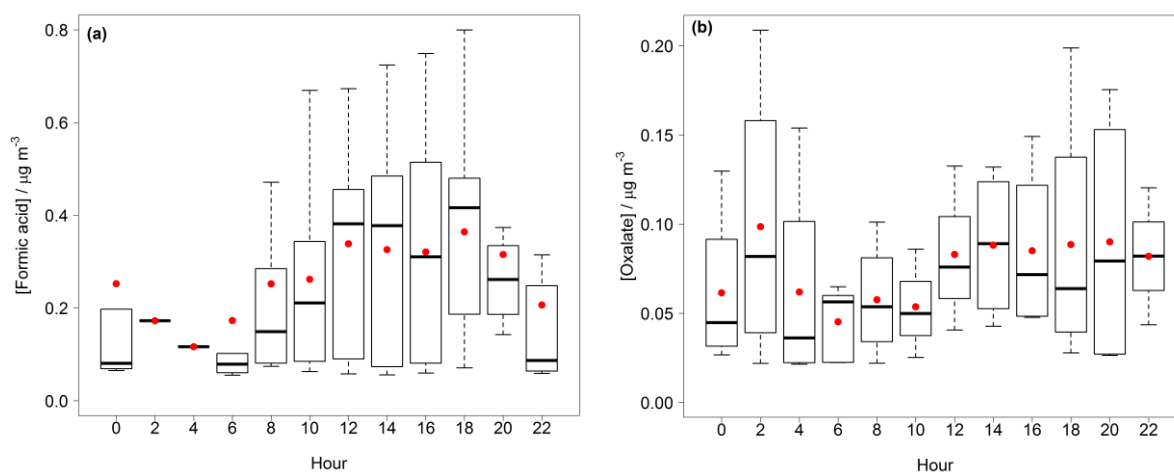 (a)
[Formic acid] / μg m⁻³
0.8
0.6
0.4
0.2
0.0
0 2 4 6 8 10 12 14 16 18 20 22
Hour
(b)
[Oxalate] / μg m⁻³
0.20
0.15
0.10
0.05
0.00
0 2 4 6 8 10 12 14 16 18 20 22
Hour